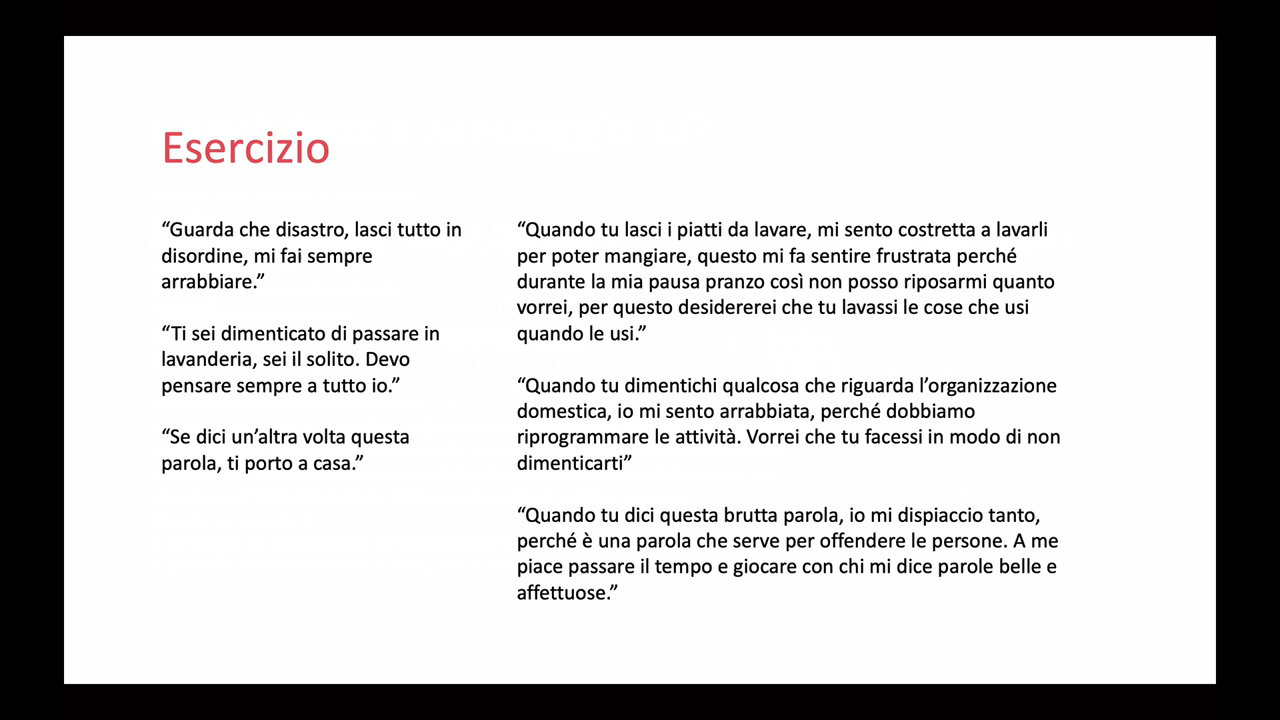 Esercizio
“Guarda che disastro, lasci tutto in
disordine, mi fai sempre
arrabbiare.”
“Ti sei dimenticato di passare in
lavanderia, sei il solito. Devo
pensare sempre a tutto io.”
“Se dici un’altra volta questa
parola, ti porto a casa.”
“Quando tu lasci i piatti da lavare, mi sento costretta a lavarli
per poter mangiare, questo mi fa sentire frustrata perché
durante la mia pausa pranzo così non posso riposarmi quanto
vorrei, per questo desidererei che tu lavassi le cose che usi
quando le usi.”
“Quando tu dimentichi qualcosa che riguarda l’organizzazione
domestica, io mi sento arrabbiata, perché dobbiamo
riprogrammare le attività. Vorrei che tu facessi in modo di non
dimenticarti”
“Quando tu dici questa brutta parola, io mi dispiaccio tanto,
perché è una parola che serve per offendere le persone. A me
piace passare il tempo e giocare con chi mi dice parole belle e
affettuose.”